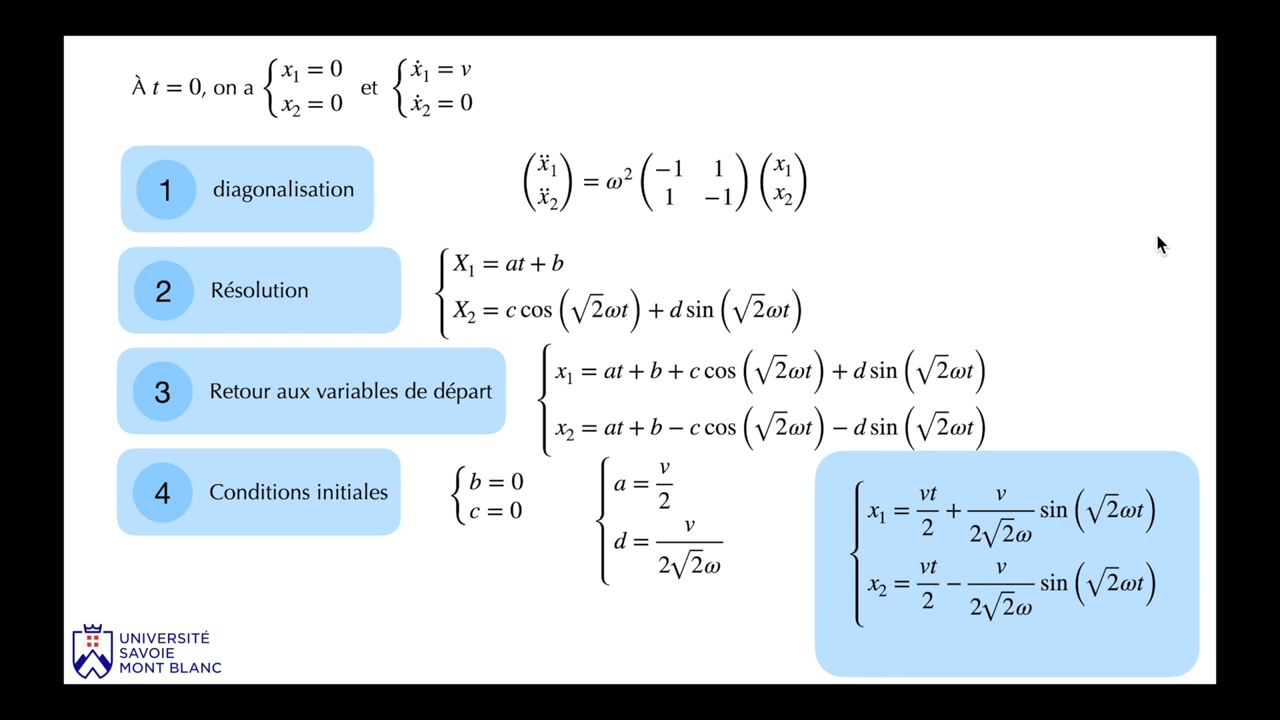 À t = 0, on a { x₁ = 0 ; x₂ = 0 et { ẋ₁ = v ; ẋ₂ = 0
1 diagonalisation
(ẍ₁ ; ẍ₂) = ω² (−1 1 ; 1 −1) (x₁ ; x₂)
2 Résolution
X₁ = at + b
X₂ = c cos (√2ωt) + d sin (√2ωt)
3 Retour aux variables de départ
x₁ = at + b + c cos (√2ωt) + d sin (√2ωt)
x₂ = at + b − c cos (√2ωt) − d sin (√2ωt)
4 Conditions initiales
b = 0
c = 0
a = v/2
d = v/(2√2ω)
x₁ = vt/2 + v/(2√2ω) sin (√2ωt)
x₂ = vt/2 − v/(2√2ω) sin (√2ωt)
UNIVERSITÉ
SAVOIE
MONT BLANC